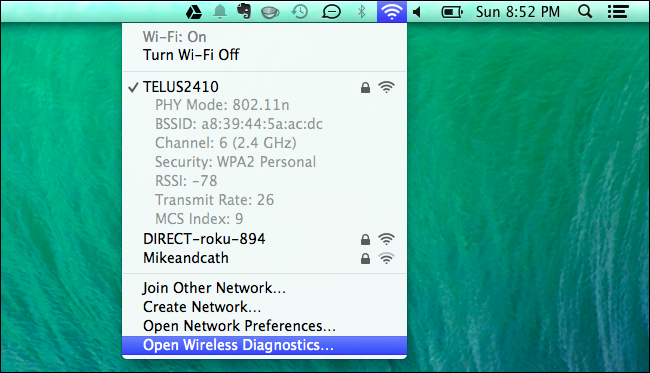 Sun 8:52 PM
Wi-Fi: On
Turn Wi-Fi Off
TELUS2410
PHY Mode: 802.11n
BSSID: a8:39:44:5a:ac:dc
Channel: 6 (2.4 GHz)
Security: WPA2 Personal
RSSI: -78
Transmit Rate: 26
MCS Index: 9
DIRECT-roku-894
Mikeandcath
Join Other Network...
Create Network...
Open Network Preferences...
Open Wireless Diagnostics...